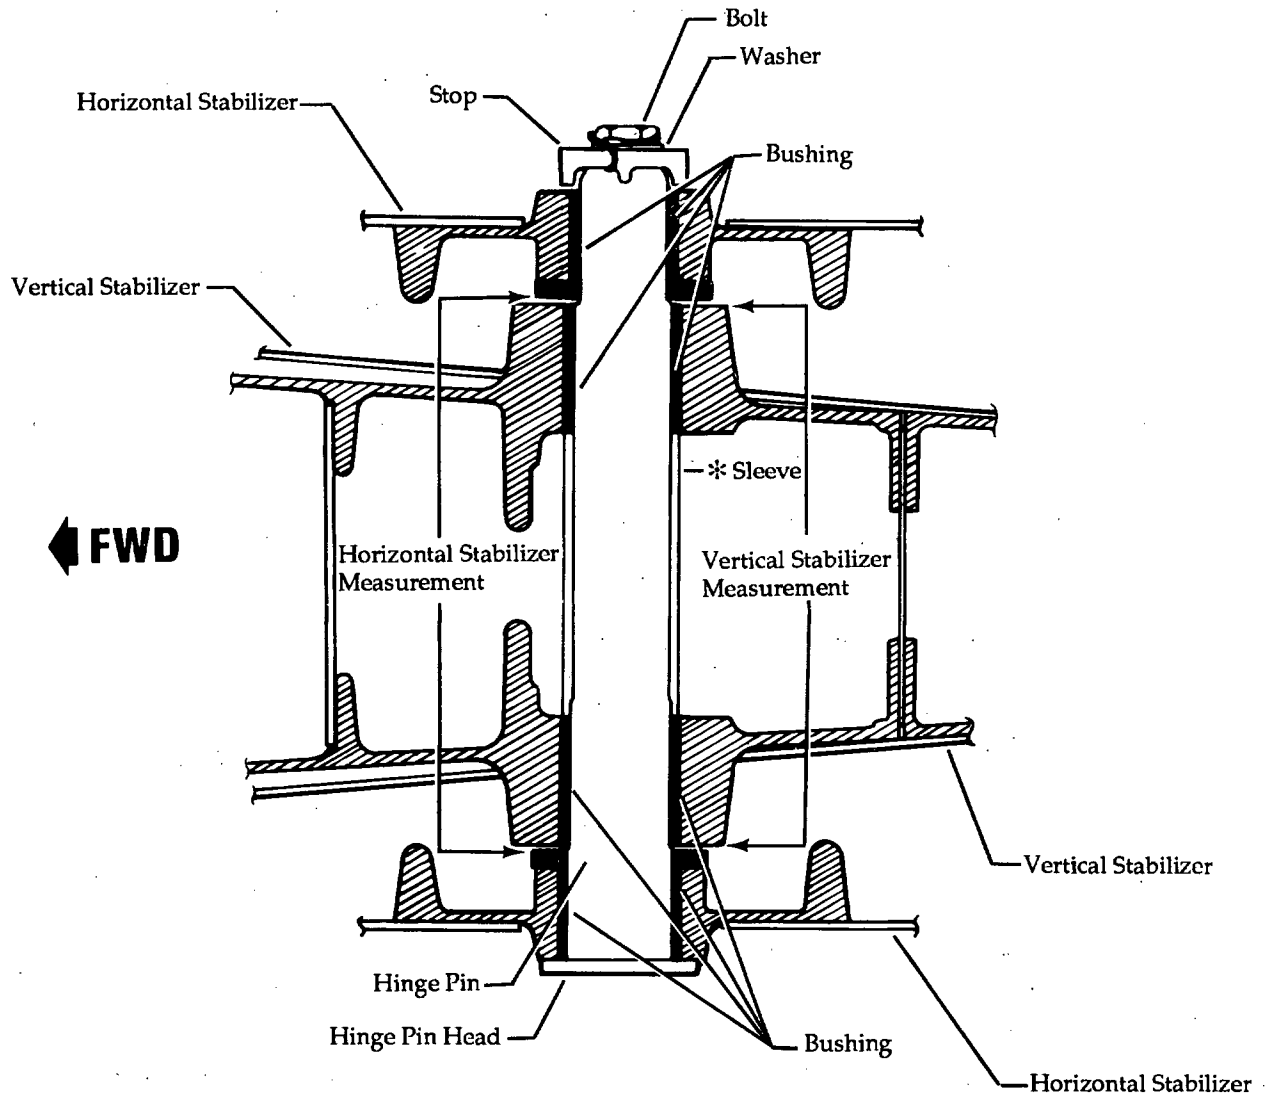 Bolt
Washer
Stop
Horizontal Stabilizer
Bushing
Vertical Stabilizer
✻ Sleeve
FWD
Horizontal Stabilizer
Measurement
Vertical Stabilizer
Measurement
Vertical Stabilizer
Hinge Pin
Hinge Pin Head
Bushing
Horizontal Stabilizer